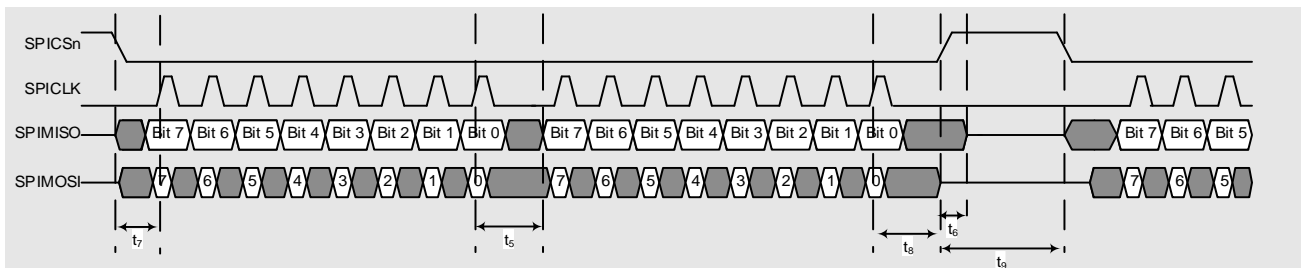 SPICSn
SPICLK
SPIMISO Bit 7 Bit 6 Bit 5 Bit 4 Bit 3 Bit 2 Bit 1 Bit 0 Bit 7 Bit 6 Bit 5 Bit 4 Bit 3 Bit 2 Bit 1 Bit 0 Bit 7 Bit 6 Bit 5
SPIMOSI 7 6 5 4 3 2 1 0 7 6 5 4 3 2 1 0 7 6 5
t₇ t₅ t₈ t₆
t₉